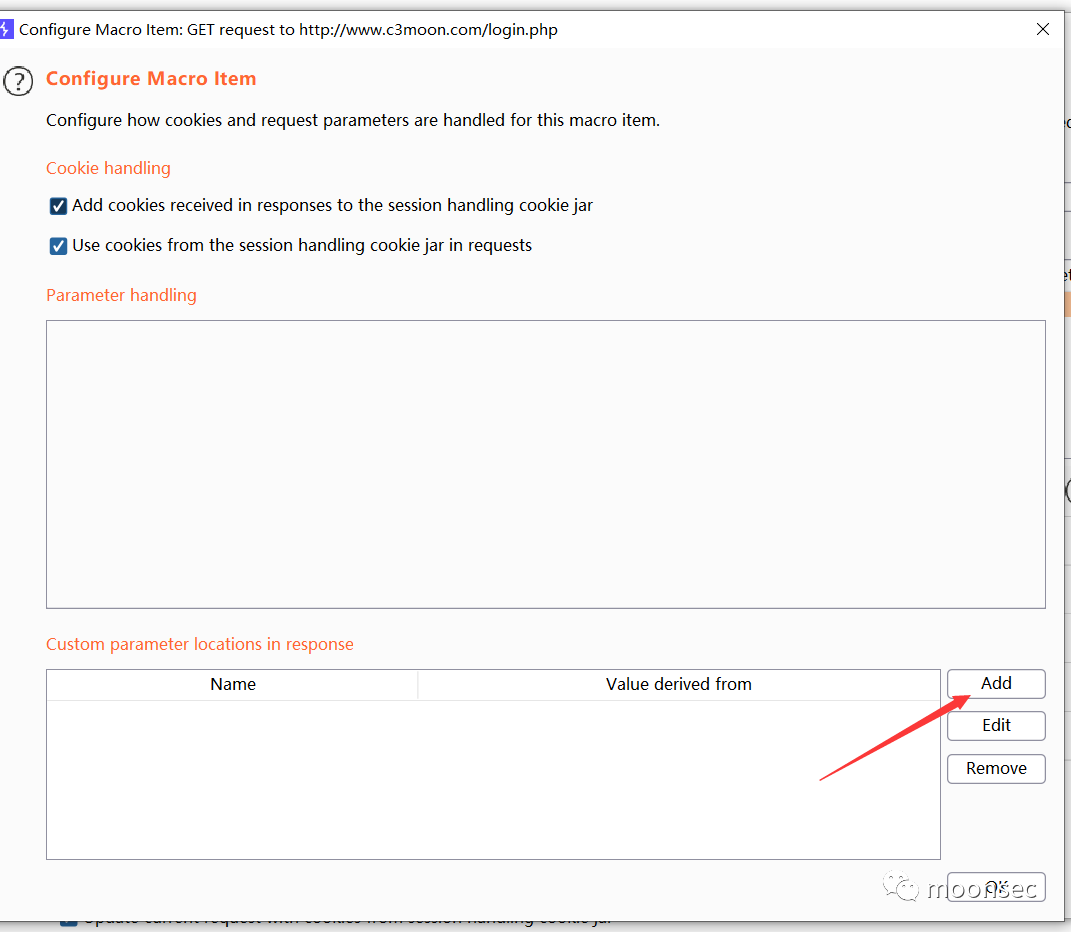 Configure Macro Item: GET request to http://www.c3moon.com/login.php
?
Configure Macro Item
Configure how cookies and request parameters are handled for this macro item.
Cookie handling
Add cookies received in responses to the session handling cookie jar
Use cookies from the session handling cookie jar in requests
Parameter handling
Custom parameter locations in response
Name Value derived from
Add
Edit
Remove
OK
moonsec
Update current request with cookies from session handling cookie jar